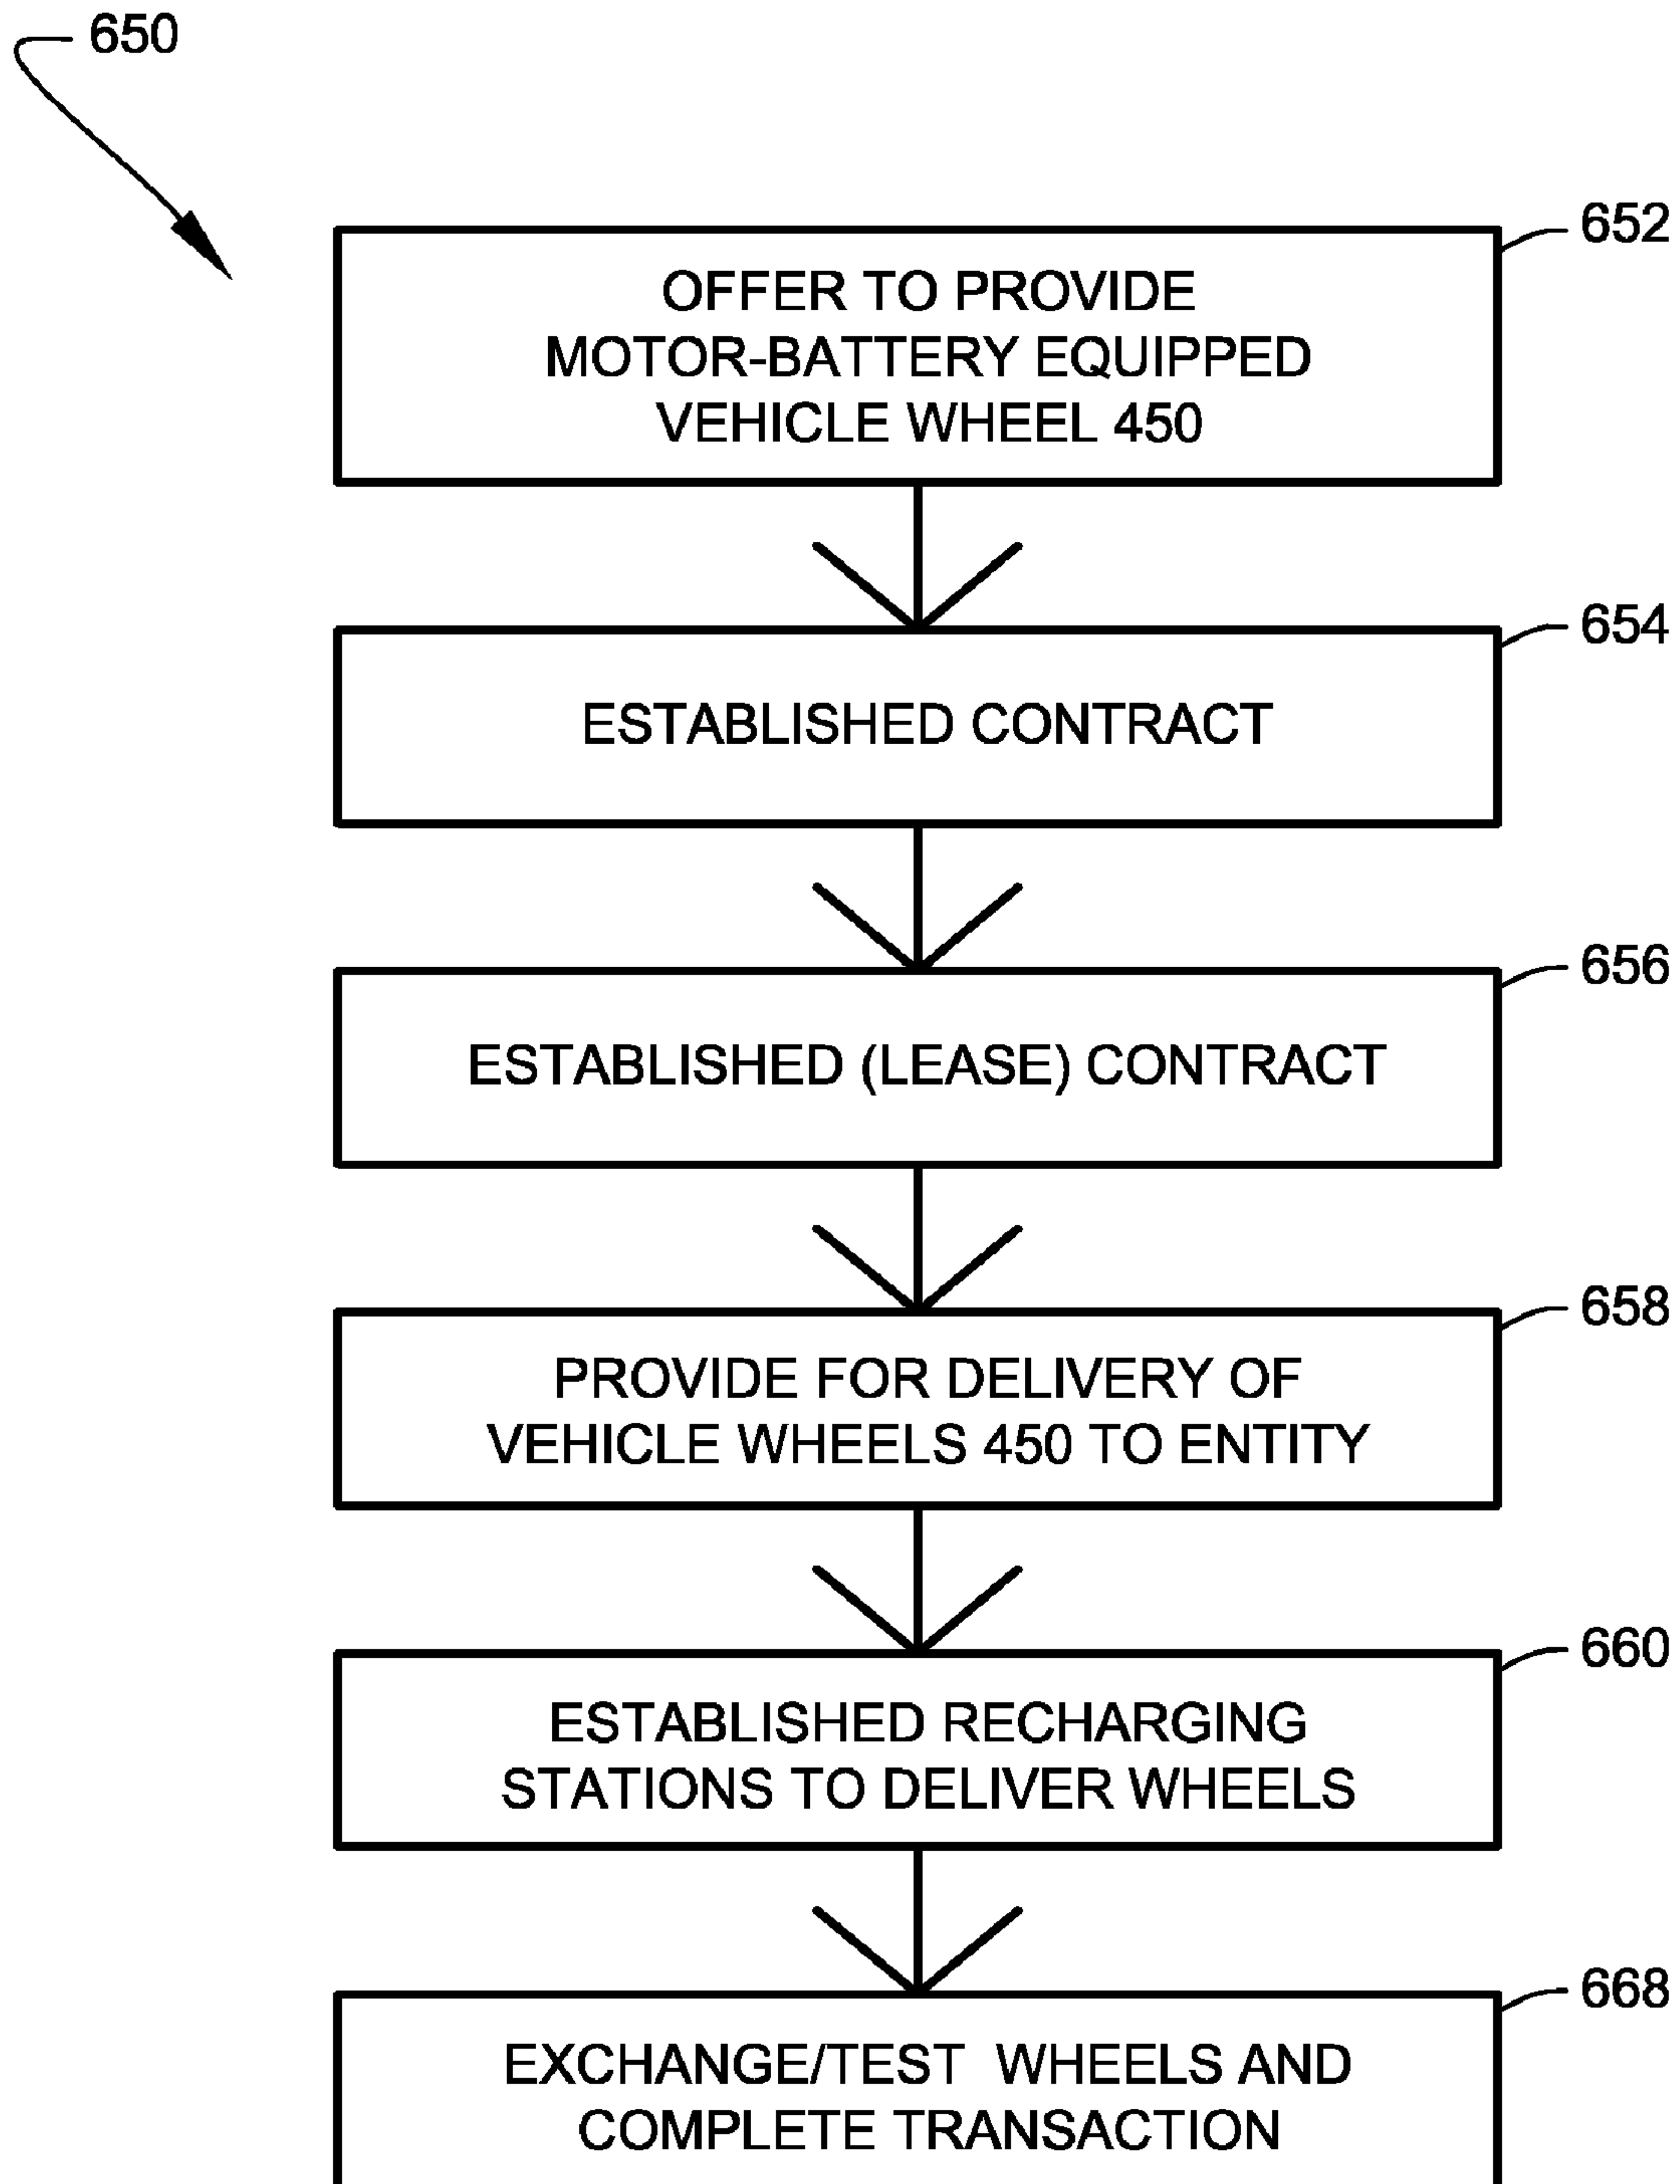 650
652
OFFER TO PROVIDE
MOTOR-BATTERY EQUIPPED
VEHICLE WHEEL 450
654
ESTABLISHED CONTRACT
656
ESTABLISHED (LEASE) CONTRACT
658
PROVIDE FOR DELIVERY OF
VEHICLE WHEELS 450 TO ENTITY
660
ESTABLISHED RECHARGING
STATIONS TO DELIVER WHEELS
668
EXCHANGE/TEST WHEELS AND
COMPLETE TRANSACTION